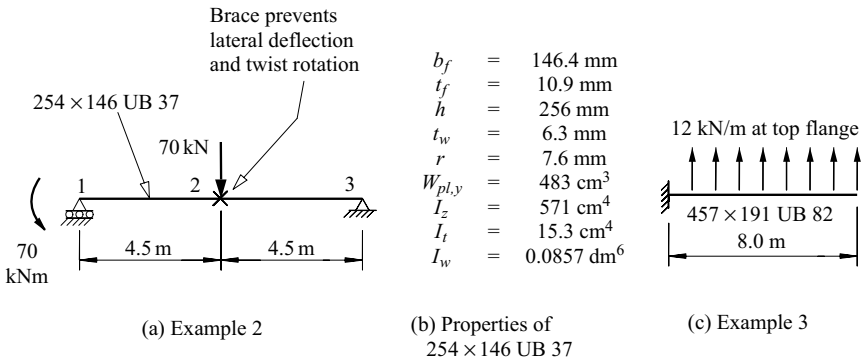 Brace prevents
lateral deflection
and twist rotation
254 × 146 UB 37
70 kN
1
2
3
70
kNm
4.5 m
4.5 m
(a) Example 2
b_f = 146.4 mm
t_f = 10.9 mm
h = 256 mm
t_w = 6.3 mm
r = 7.6 mm
W_{pl,y} = 483 cm³
I_z = 571 cm⁴
I_t = 15.3 cm⁴
I_w = 0.0857 dm⁶
(b) Properties of
254 × 146 UB 37
12 kN/m at top flange
457 × 191 UB 82
8.0 m
(c) Example 3